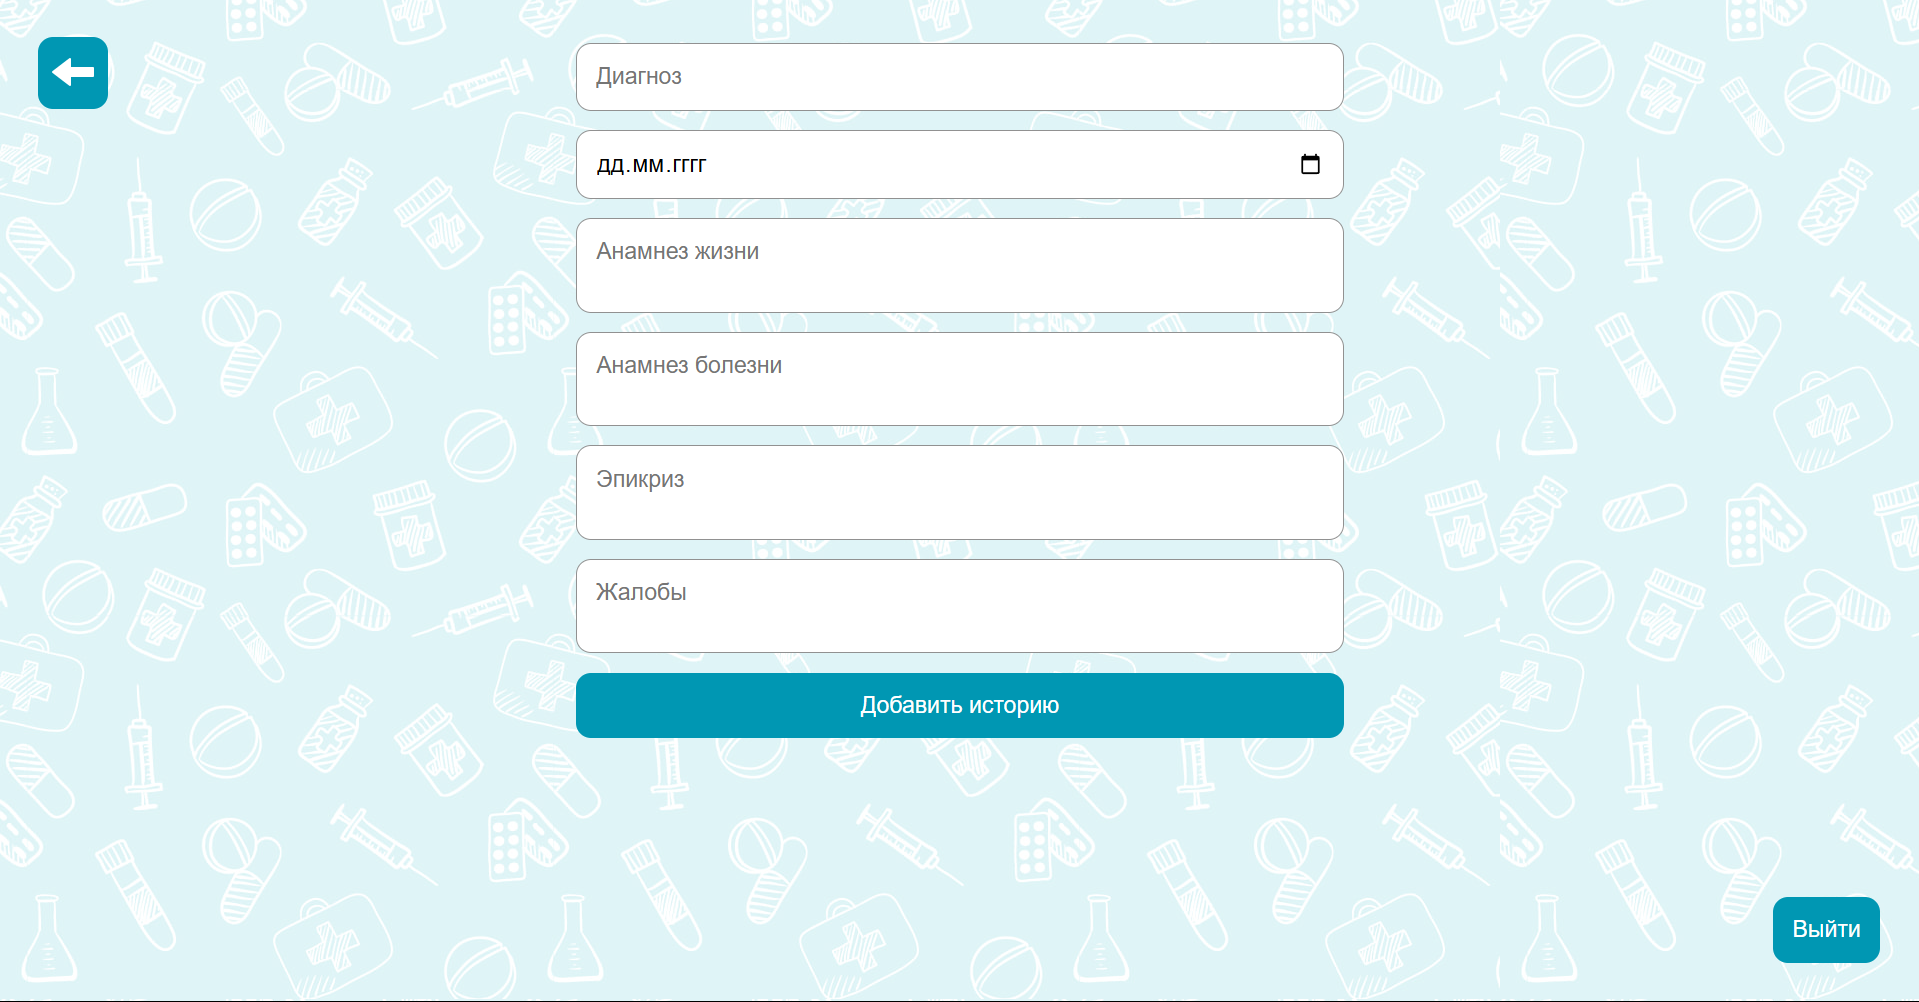 Диагноз
дд.мм.гггг
Анамнез жизни
Анамнез болезни
Эпикриз
Жалобы
Добавить историю
Выйти